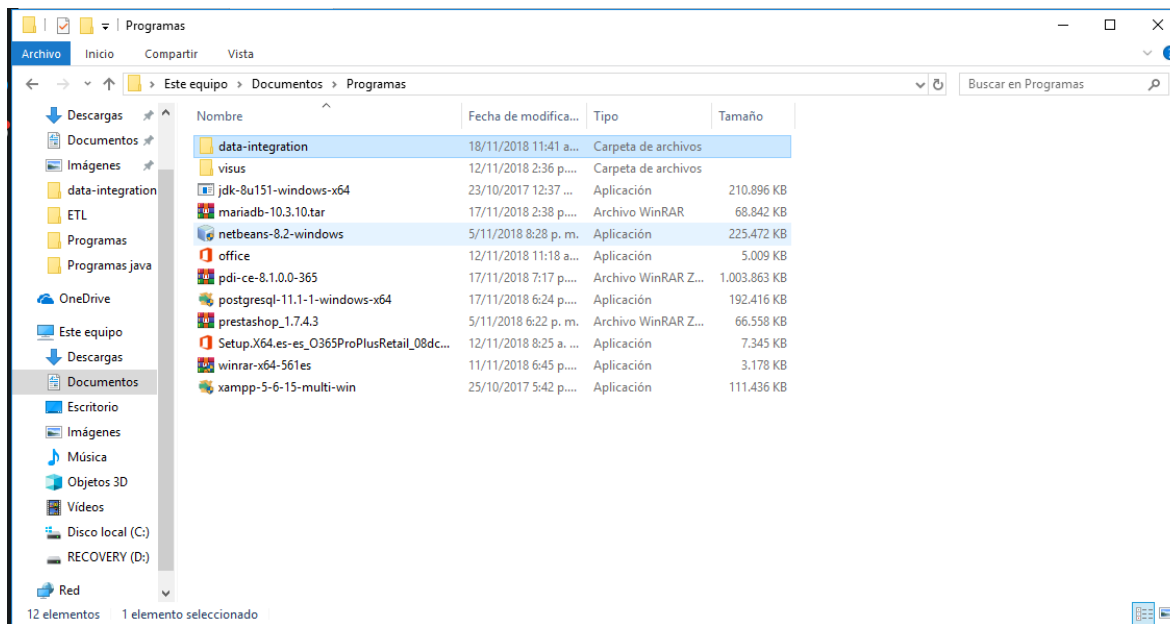 Programas
Archivo Inicio Compartir Vista
Este equipo > Documentos > Programas Buscar en Programas
Nombre Fecha de modifica... Tipo Tamaño
Descargas
Documentos
Imágenes
data-integration
ETL
Programas
Programas java
OneDrive
Este equipo
Descargas
Documentos
Escritorio
Imágenes
Música
Objetos 3D
Vídeos
Disco local (C:)
RECOVERY (D:)
Red
data-integration 18/11/2018 11:41 a... Carpeta de archivos
visus 12/11/2018 2:36 p.... Carpeta de archivos
jdk-8u151-windows-x64 23/10/2017 12:37 ... Aplicación 210.896 KB
mariadb-10.3.10.tar 17/11/2018 2:38 p.... Archivo WinRAR 68.842 KB
netbeans-8.2-windows 5/11/2018 8:28 p. m. Aplicación 225.472 KB
office 12/11/2018 11:18 a... Aplicación 5.009 KB
pdi-ce-8.1.0.0-365 17/11/2018 7:17 p.... Archivo WinRAR Z... 1.003.863 KB
postgresql-11.1-1-windows-x64 17/11/2018 6:24 p.... Aplicación 192.416 KB
prestashop_1.7.4.3 5/11/2018 6:22 p. m. Archivo WinRAR Z... 66.558 KB
Setup.X64.es-es_O365ProPlusRetail_08dc... 12/11/2018 8:25 a. ... Aplicación 7.345 KB
winrar-x64-561es 11/11/2018 6:45 p.... Aplicación 3.178 KB
xampp-5-6-15-multi-win 25/10/2017 5:42 p.... Aplicación 111.436 KB
12 elementos 1 elemento seleccionado